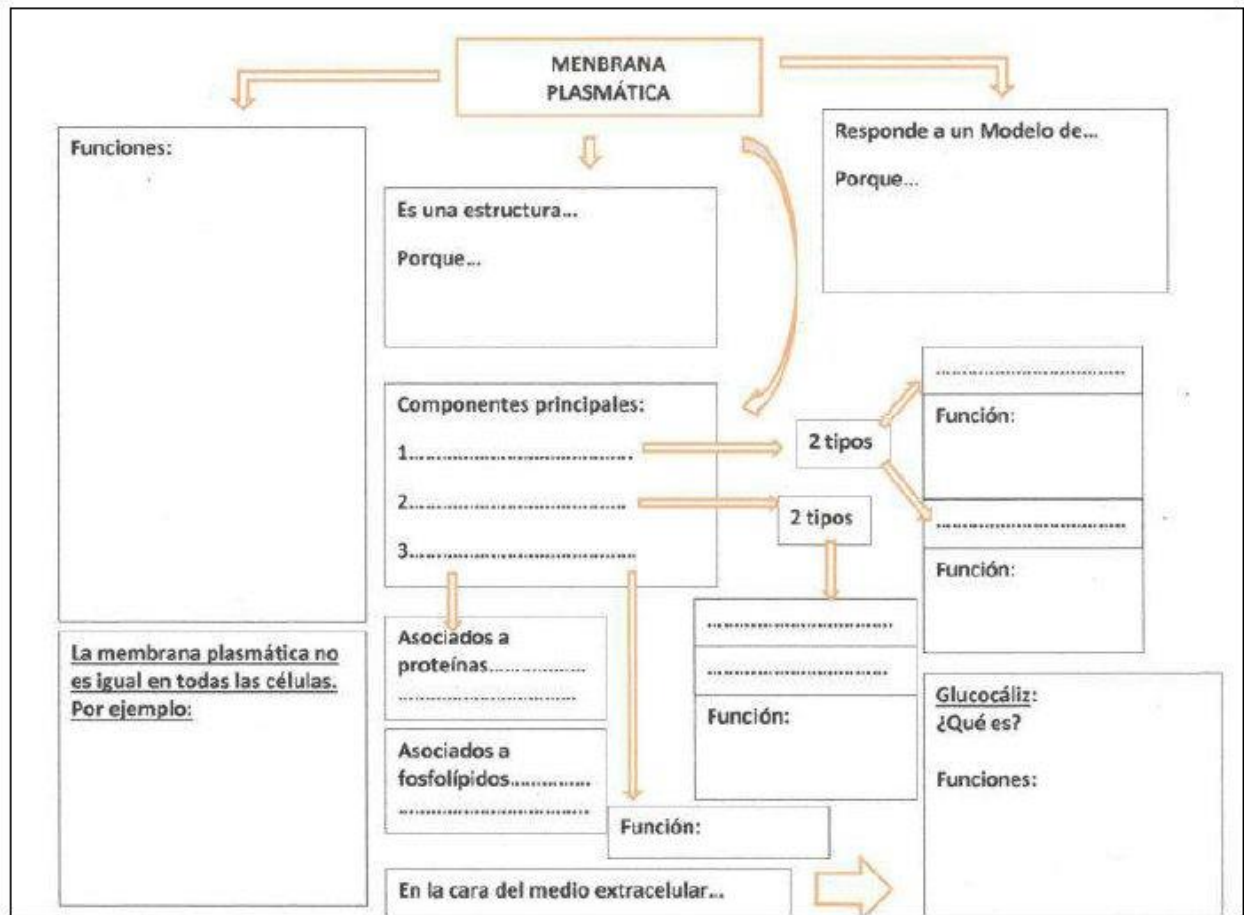 MENBRANA
PLASMÁTICA
Funciones:
Responde a un Modelo de...
Porque...
Es una estructura...
Porque...
Componentes principales:
1.......................................
2.......................................
3.......................................
2 tipos
.......................................
Función:
.......................................
Función:
2 tipos
.......................................
.......................................
Función:
Asociados a
proteínas..................
.................................
Asociados a
fosfolípidos...............
.................................
Función:
La membrana plasmática no
es igual en todas las células.
Por ejemplo:
Glucocáliz:
¿Qué es?
Funciones:
En la cara del medio extracelular...